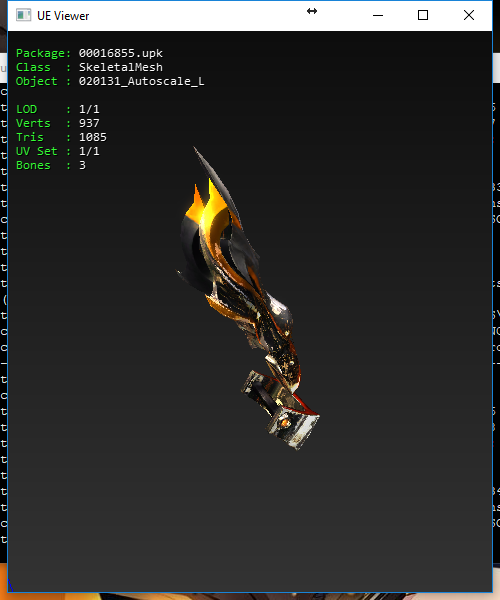 UE Viewer
Package: 00016855.upk
Class : SkeletalMesh
Object : 020131_Autoscale_L
LOD : 1/1
Verts : 937
Tris : 1085
UV Set : 1/1
Bones : 3